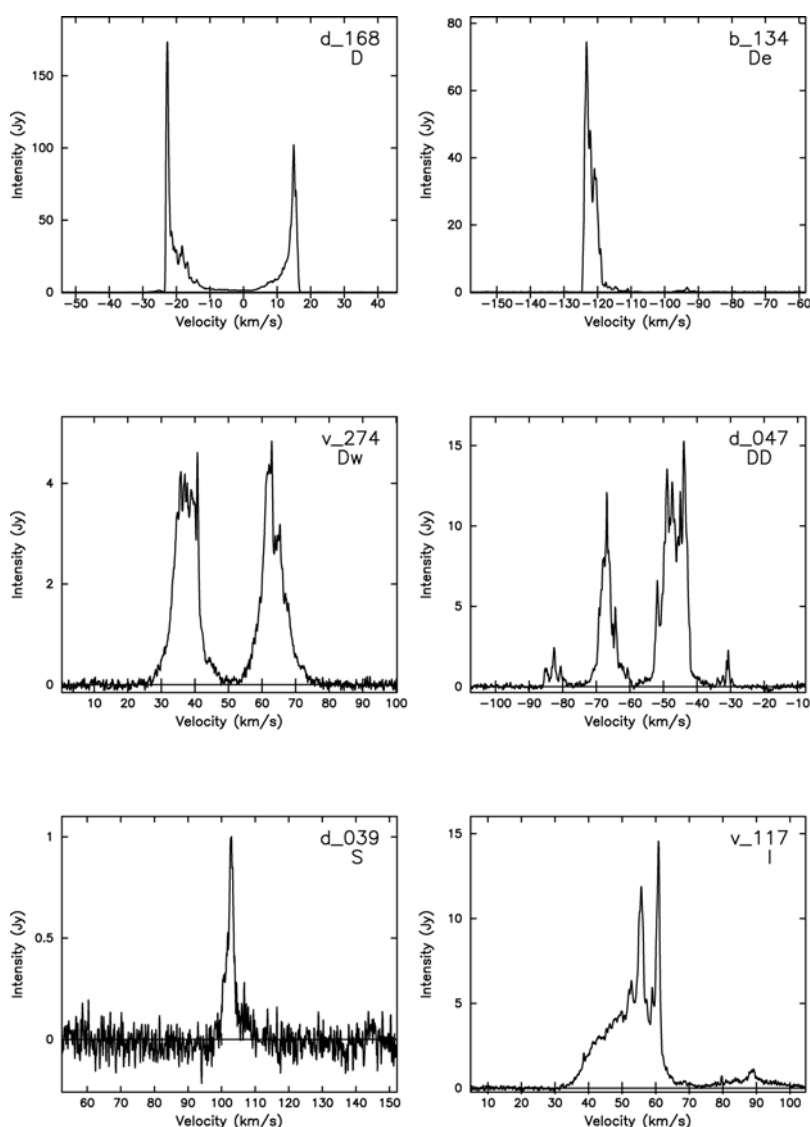 d_168
D
150
100
50
0
Intensity (Jy)
−50 −40 −30 −20 −10 0 10 20 30 40
Velocity (km/s)
b_134
De
80
60
40
20
0
Intensity (Jy)
−150 −140 −130 −120 −110 −100 −90 −80 −70 −60
Velocity (km/s)
v_274
Dw
4
2
0
Intensity (Jy)
10 20 30 40 50 60 70 80 90 100
Velocity (km/s)
d_047
DD
15
10
5
0
Intensity (Jy)
−100 −90 −80 −70 −60 −50 −40 −30 −20 −10
Velocity (km/s)
d_039
S
1
0.5
0
Intensity (Jy)
60 70 80 90 100 110 120 130 140 150
Velocity (km/s)
v_117
I
15
10
5
0
Intensity (Jy)
10 20 30 40 50 60 70 80 90 100
Velocity (km/s)